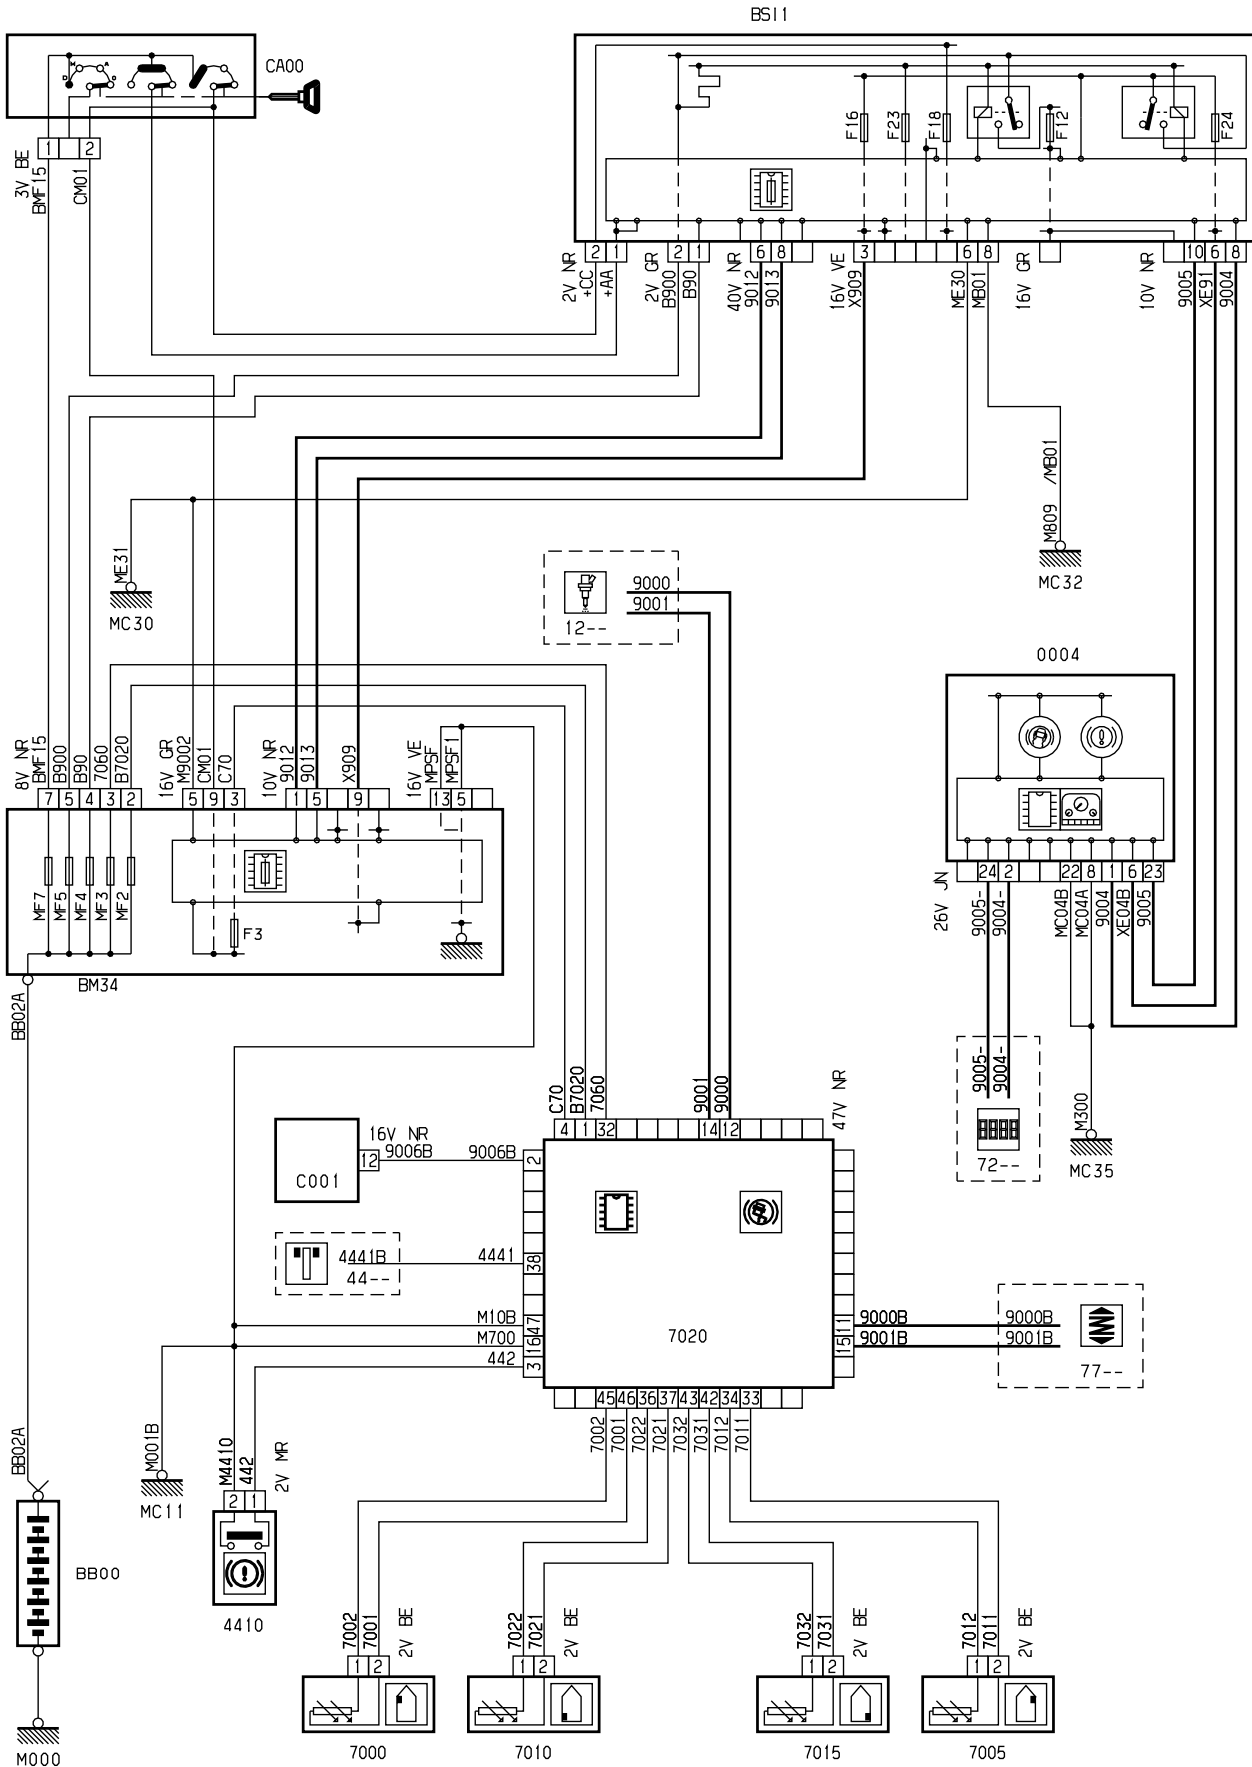 BSI1
CA00
M
A
D
O
1
2
3V BE
BMF15
CM01
F16
F23
F18
F12
F24
2
1
2
1
6
8
3
6
8
10
6
8
2V NR
+CC
+AA
2V GR
B900
B90
40V NR
9012
9013
16V VE
X909
ME30
MB01
16V GR
10V NR
9005
XE91
9004
M809 /MB01
MC32
ME31
MC30
9000
9001
12--
0004
8V NR
BMF15
B900
B90
7060
B7020
16V GR
M9002
CM01
C70
10V NR
9012
9013
X909
16V VE
MPSF
MPSF1
7
5
4
3
2
5
9
3
1
5
9
13
5
MF7
MF5
MF4
MF3
MF2
F3
BM34
24
2
22
8
1
6
23
26V JN
9005-
9004-
MC04B
MC04A
9004
XE04B
9005
BB02A
9005-
9004-
72--
M300
MC35
C70
B7020
7060
9001
9000
47V NR
4
1
32
14
12
C001
16V NR
12
9006B
9006B
2
4441B
44--
4441
38
M10B
47
M700
16
442
3
7020
11
9000B
9000B
15
9001B
9001B
77--
45
46
36
37
43
42
34
33
7002
7001
7022
7021
7032
7031
7012
7011
BB02A
M001B
MC11
M4410
442
2V MR
2
1
4410
BB00
M000
7002
7001
2V BE
1
2
7000
7022
7021
2V BE
1
2
7010
7032
7031
2V BE
1
2
7015
7012
7011
2V BE
1
2
7005